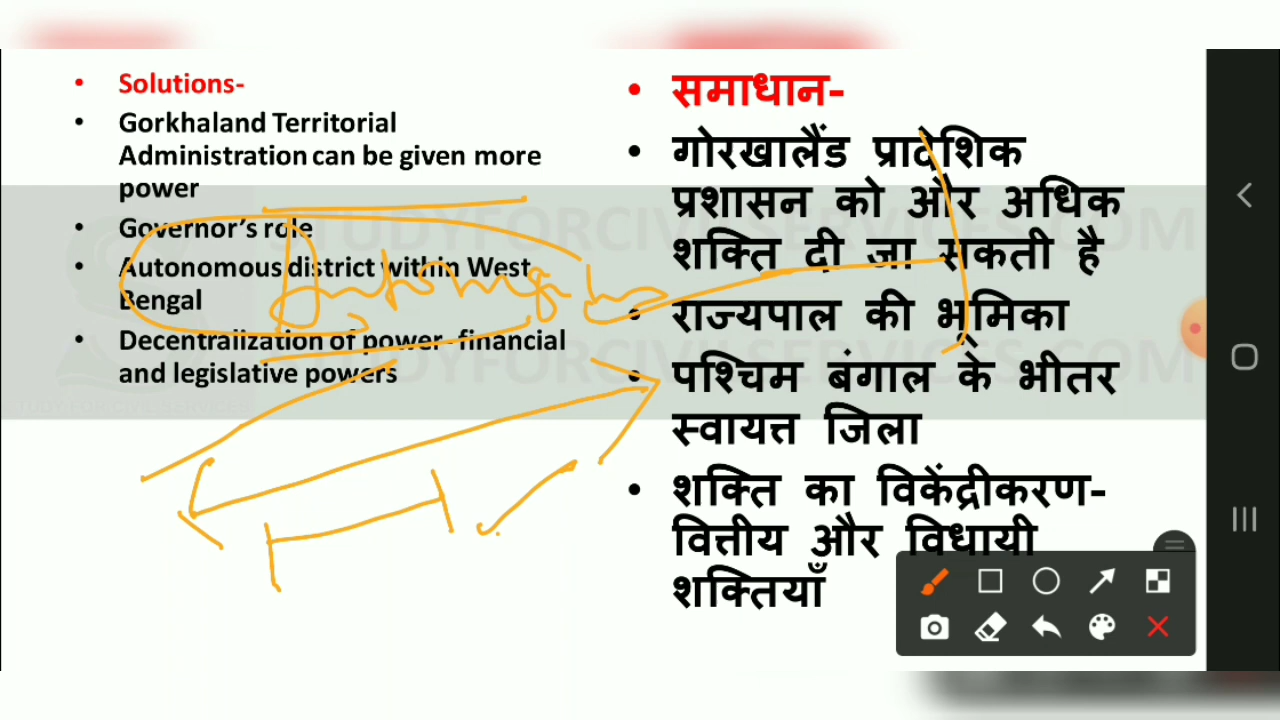 Solutions-
Gorkhaland Territorial
Administration can be given more
power
Governor's role
Autonomous district within West
Bengal
Decentralization of power- financial
and legislative powers
समाधान-
गोरखालैंड प्रादेशिक
प्रशासन को और अधिक
शक्ति दी जा सकती है
राज्यपाल की भूमिका
पश्चिम बंगाल के भीतर
स्वायत्त जिला
शक्ति का विकेंद्रीकरण-
वित्तीय और विधायी
शक्तियाँ
STUDYFORCIVILSERVICES.COM